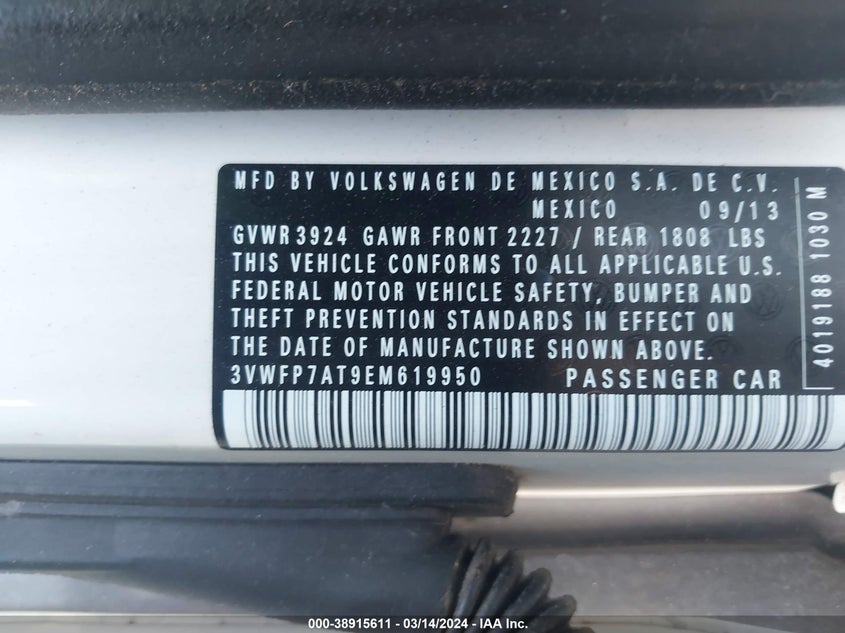 MFD BY VOLKSWAGEN DE MEXICO S.A. DE C.V.
MEXICO 09/13
GVWR 3924 GAWR FRONT 2227 / REAR 1808 LBS
THIS VEHICLE CONFORMS TO ALL APPLICABLE U.S.
FEDERAL MOTOR VEHICLE SAFETY, BUMPER AND
THEFT PREVENTION STANDARDS IN EFFECT ON
THE DATE OF MANUFACTURE SHOWN ABOVE.
3VWFP7AT9EM619950 PASSENGER CAR
4019188 1030 M
000-38915611 - 03/14/2024 - IAA Inc.